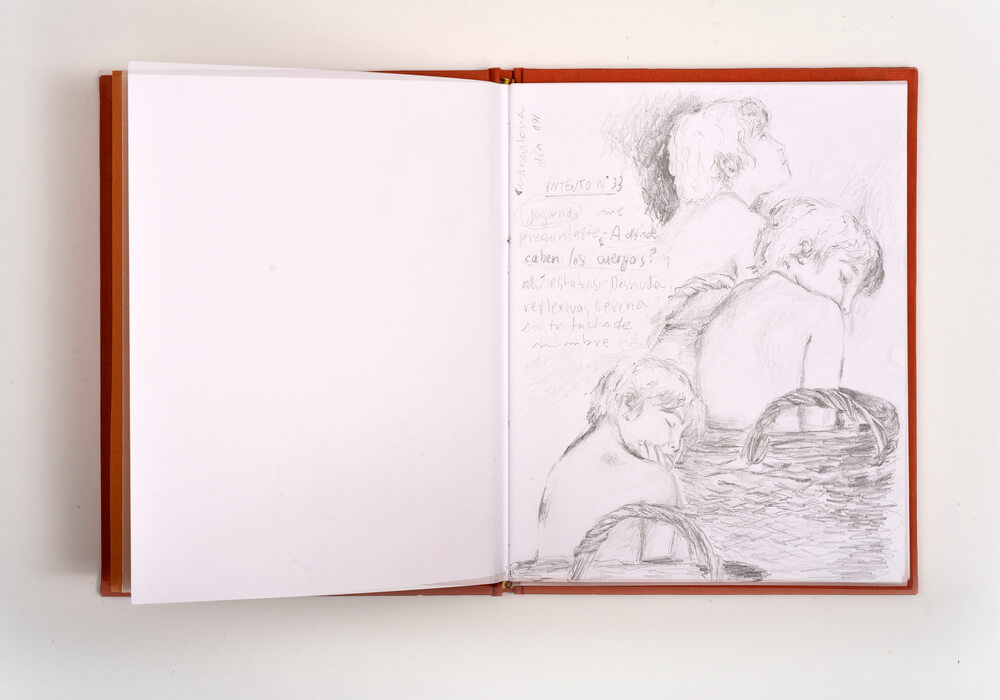 cuarentena
día 091
INTENTO N° 33
Jugando me
preguntaste ¿A dónde
caben los cuerpos? y
ahí estabas. Desnuda,
reflexiva, serena
en tu tacho de
mimbre